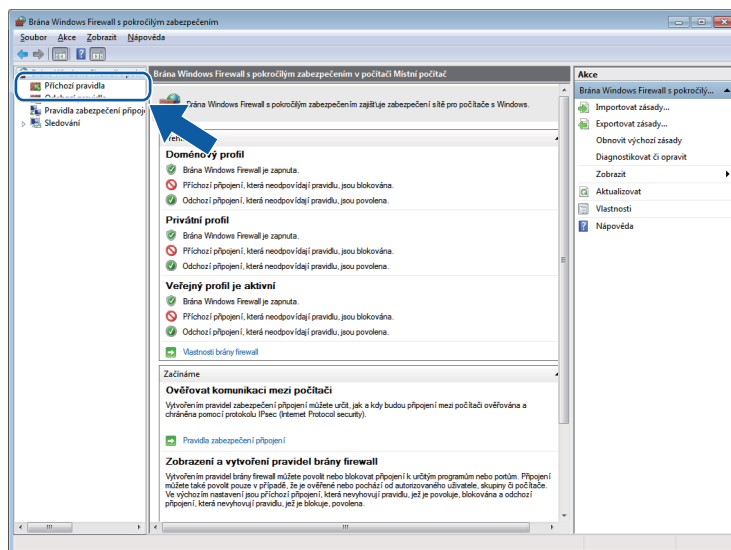 Brána Windows Firewall s pokročilým zabezpečením
Soubor Akce Zobrazit Nápověda
Příchozí pravidla
Odchozí pravidla
Pravidla zabezpečení připoje
Sledování
Brána Windows Firewall s pokročilým zabezpečením v počítači Místní počítač
Brána Windows Firewall s pokročilým zabezpečením zajišťuje zabezpečení sítě pro počítače s Windows.
Doménový profil
Brána Windows Firewall je zapnuta.
Příchozí připojení, která neodpovídají pravidlu, jsou blokována.
Odchozí připojení, která neodpovídají pravidlu, jsou povolena.
Privátní profil
Brána Windows Firewall je zapnuta.
Příchozí připojení, která neodpovídají pravidlu, jsou blokována.
Odchozí připojení, která neodpovídají pravidlu, jsou povolena.
Veřejný profil je aktivní
Brána Windows Firewall je zapnuta.
Příchozí připojení, která neodpovídají pravidlu, jsou blokována.
Odchozí připojení, která neodpovídají pravidlu, jsou povolena.
Vlastnosti brány firewall
Začínáme
Ověřovat komunikaci mezi počítači
Vytvořením pravidel zabezpečení připojení můžete určit, jak a kdy budou připojení mezi počítači ověřována a
chráněna pomocí protokolu IPsec (Internet Protocol security).
Pravidla zabezpečení připojení
Zobrazení a vytvoření pravidel brány firewall
Vytvořením pravidel brány firewall můžete povolit nebo blokovat připojení k určitým programům nebo portům. Připojení
můžete také povolit pouze v případě, že je ověřené nebo pochází od autorizovaného uživatele, skupiny či počítače.
Ve výchozím nastavení jsou příchozí připojení, která nevyhovují pravidlu, jež je povoluje, blokována a odchozí
připojení, která nevyhovují pravidlu, jež je blokuje, povolena.
Akce
Brána Windows Firewall s pokročilý...
Importovat zásady...
Exportovat zásady...
Obnovit výchozí zásady
Diagnostikovat či opravit
Zobrazit
Aktualizovat
Vlastnosti
Nápověda